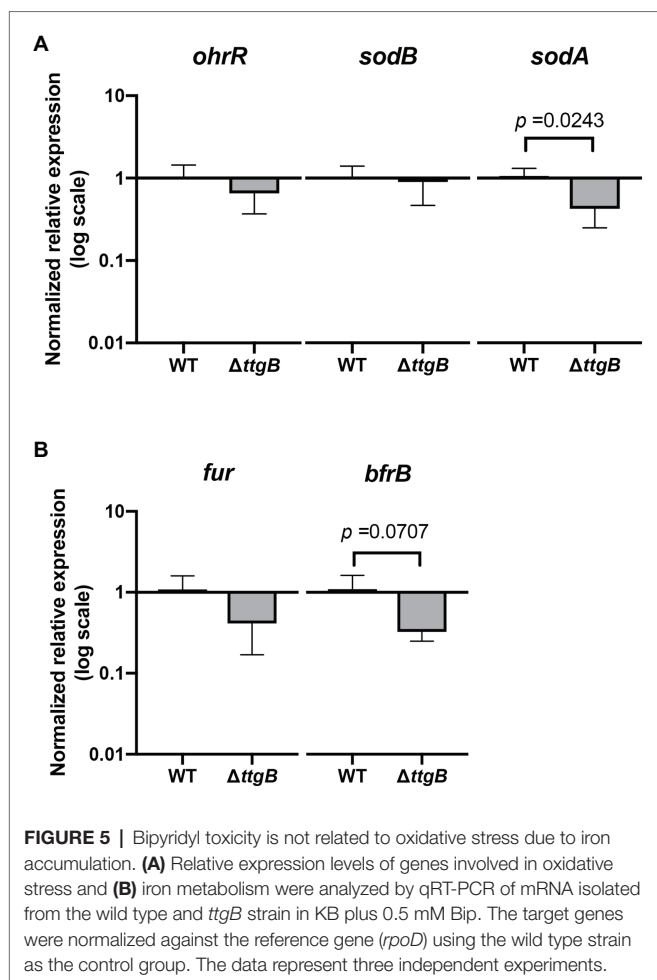 A
ohrR sodB sodA
Normalized relative expression
(log scale)
10
1
0.1
0.01
p =0.0243
WT ΔttgB WT ΔttgB WT ΔttgB
B
fur bfrB
Normalized relative expression
(log scale)
10
1
0.1
0.01
p =0.0707
WT ΔttgB WT ΔttgB
FIGURE 5 | Bipyridyl toxicity is not related to oxidative stress due to iron
accumulation. (A) Relative expression levels of genes involved in oxidative
stress and (B) iron metabolism were analyzed by qRT-PCR of mRNA isolated
from the wild type and ttgB strain in KB plus 0.5 mM Bip. The target genes
were normalized against the reference gene (rpoD) using the wild type strain
as the control group. The data represent three independent experiments.